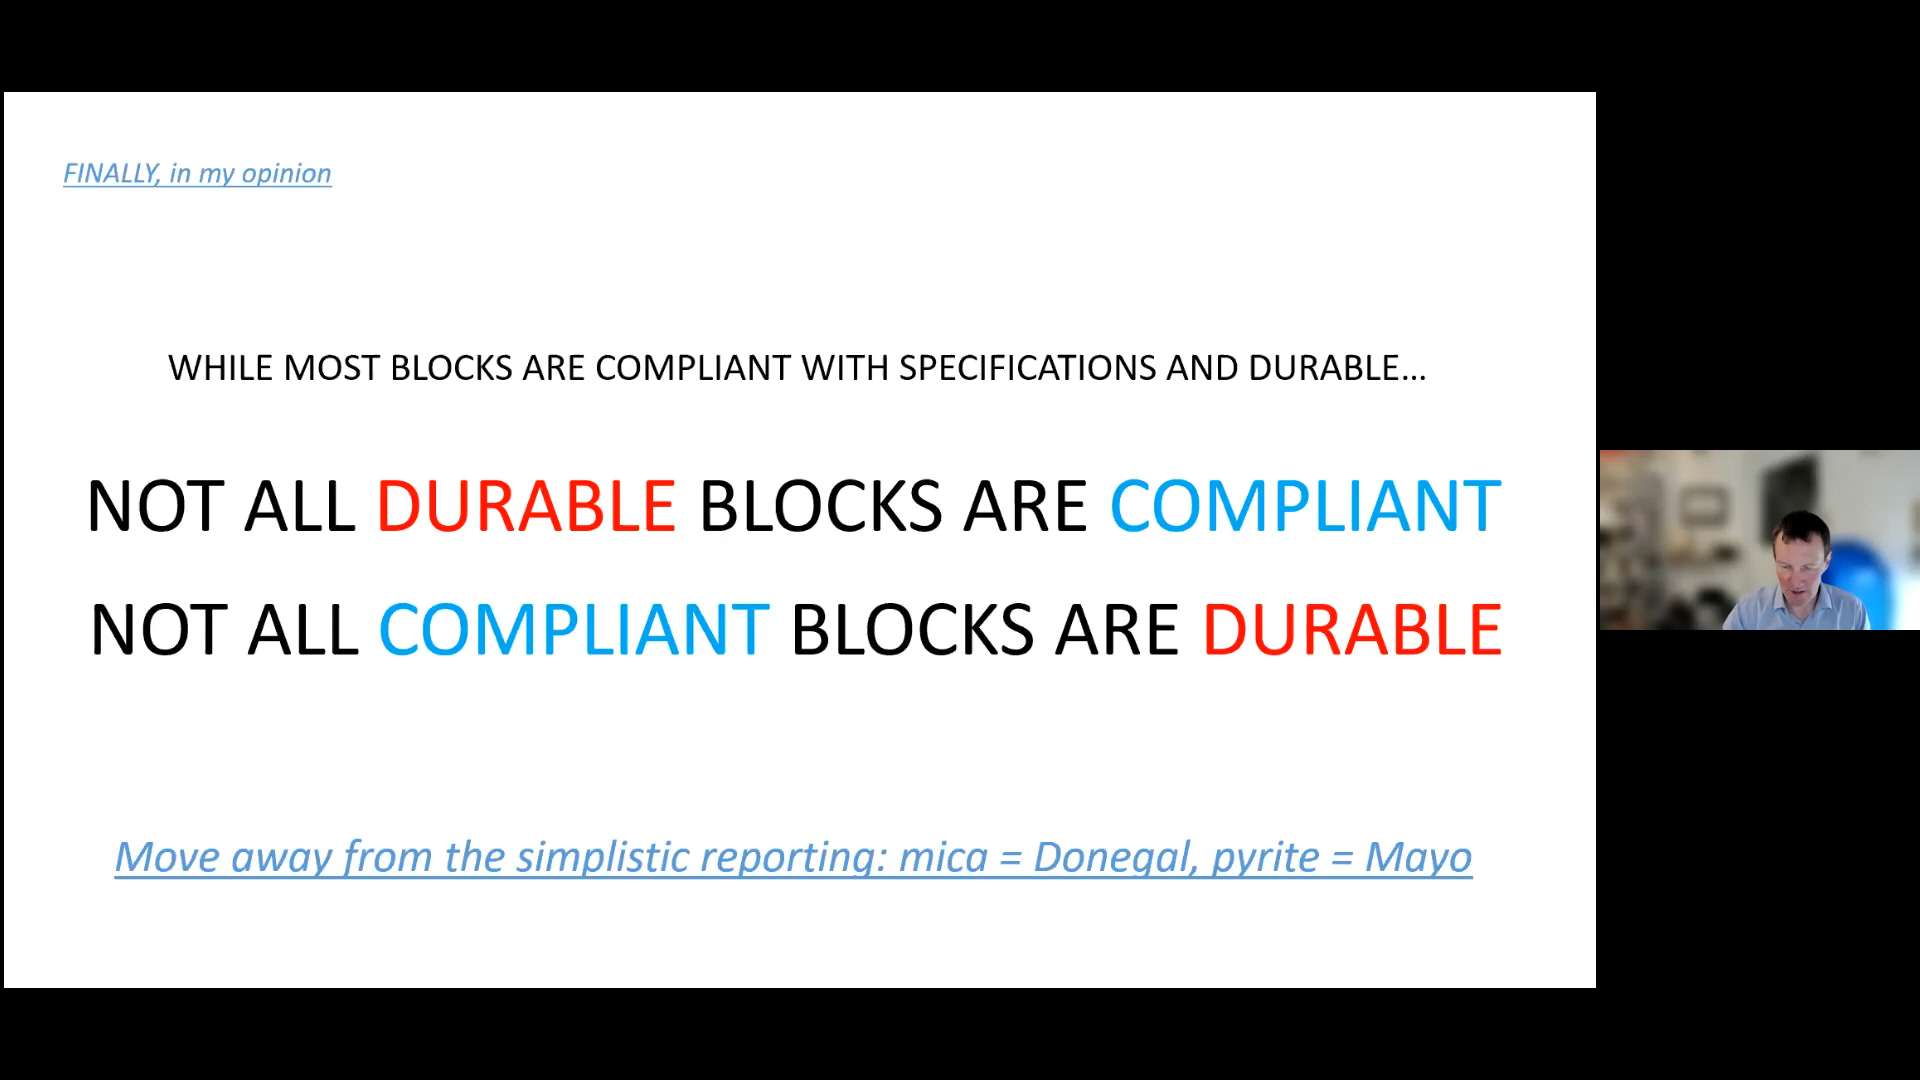 FINALLY, in my opinion
WHILE MOST BLOCKS ARE COMPLIANT WITH SPECIFICATIONS AND DURABLE...
NOT ALL DURABLE BLOCKS ARE COMPLIANT
NOT ALL COMPLIANT BLOCKS ARE DURABLE
Move away from the simplistic reporting: mica = Donegal, pyrite = Mayo